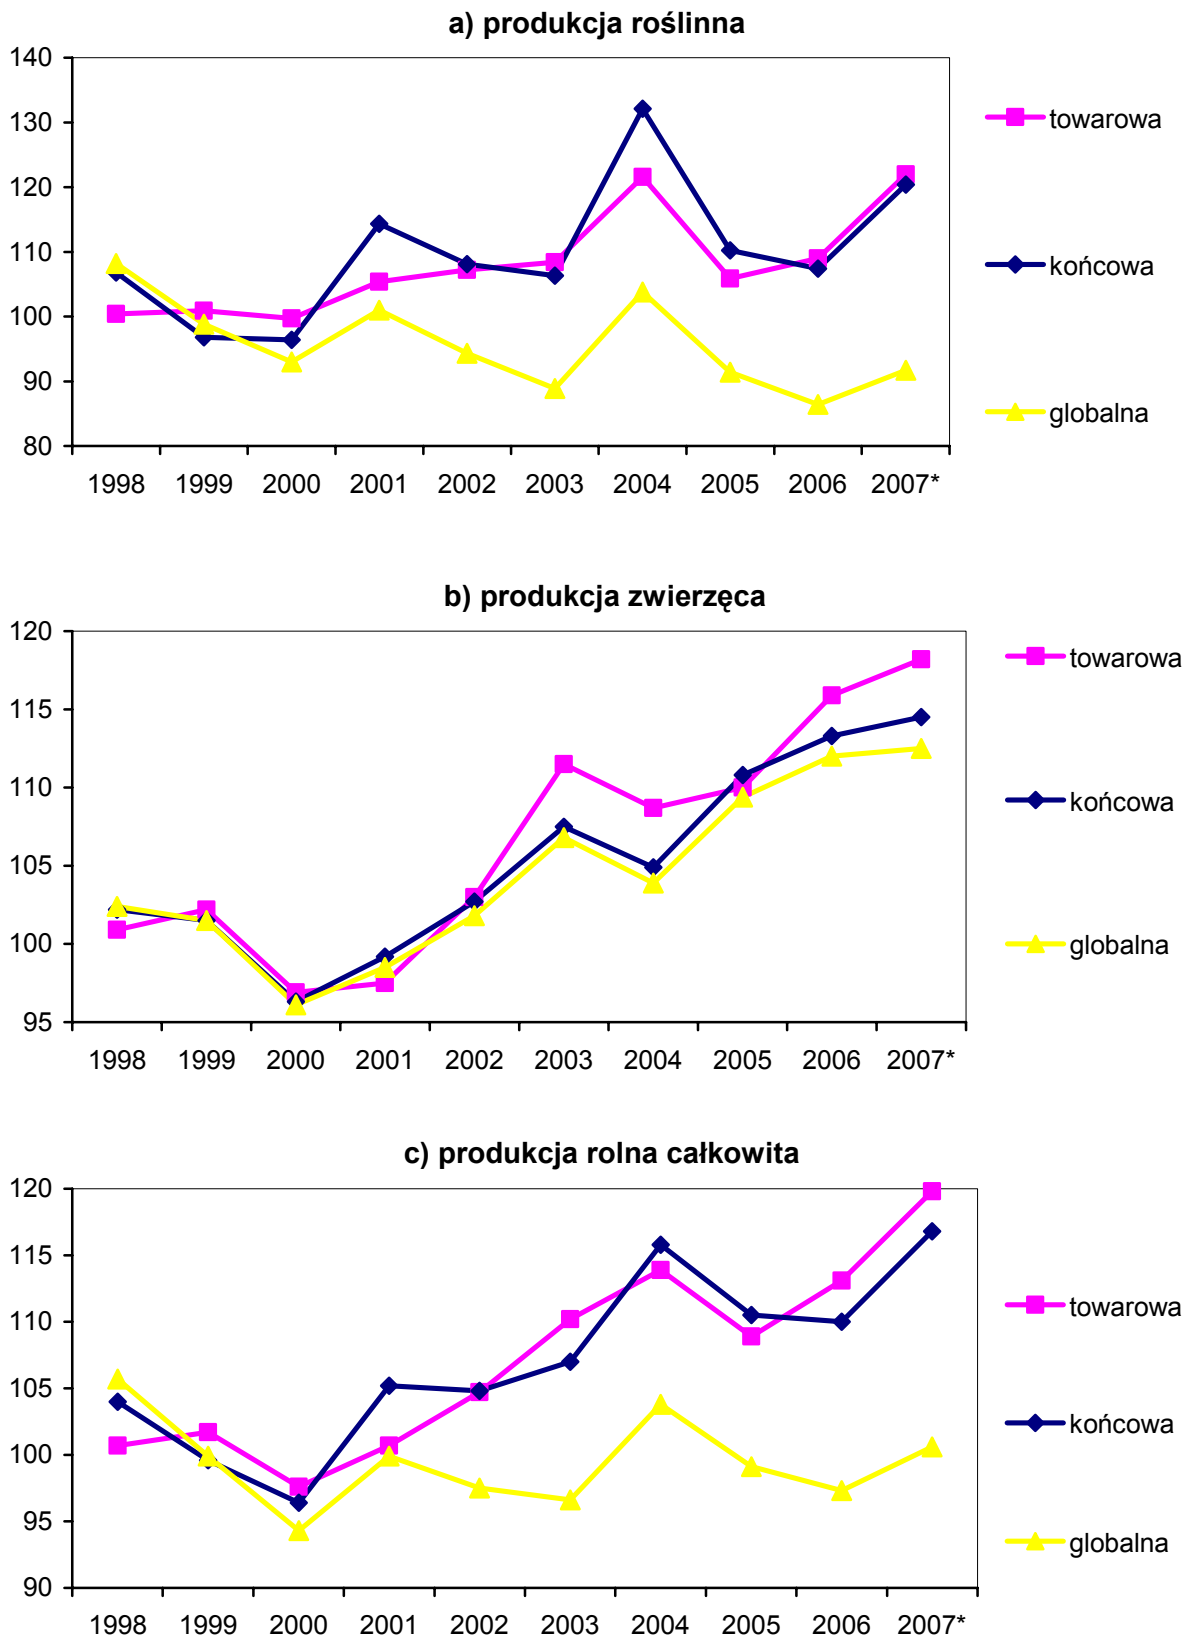 a) produkcja roślinna
140
130
120
110
100
90
80
1998 1999 2000 2001 2002 2003 2004 2005 2006 2007*
towarowa
końcowa
globalna
b) produkcja zwierzęca
120
115
110
105
100
95
1998 1999 2000 2001 2002 2003 2004 2005 2006 2007*
towarowa
końcowa
globalna
c) produkcja rolna całkowita
120
115
110
105
100
95
90
1998 1999 2000 2001 2002 2003 2004 2005 2006 2007*
towarowa
końcowa
globalna